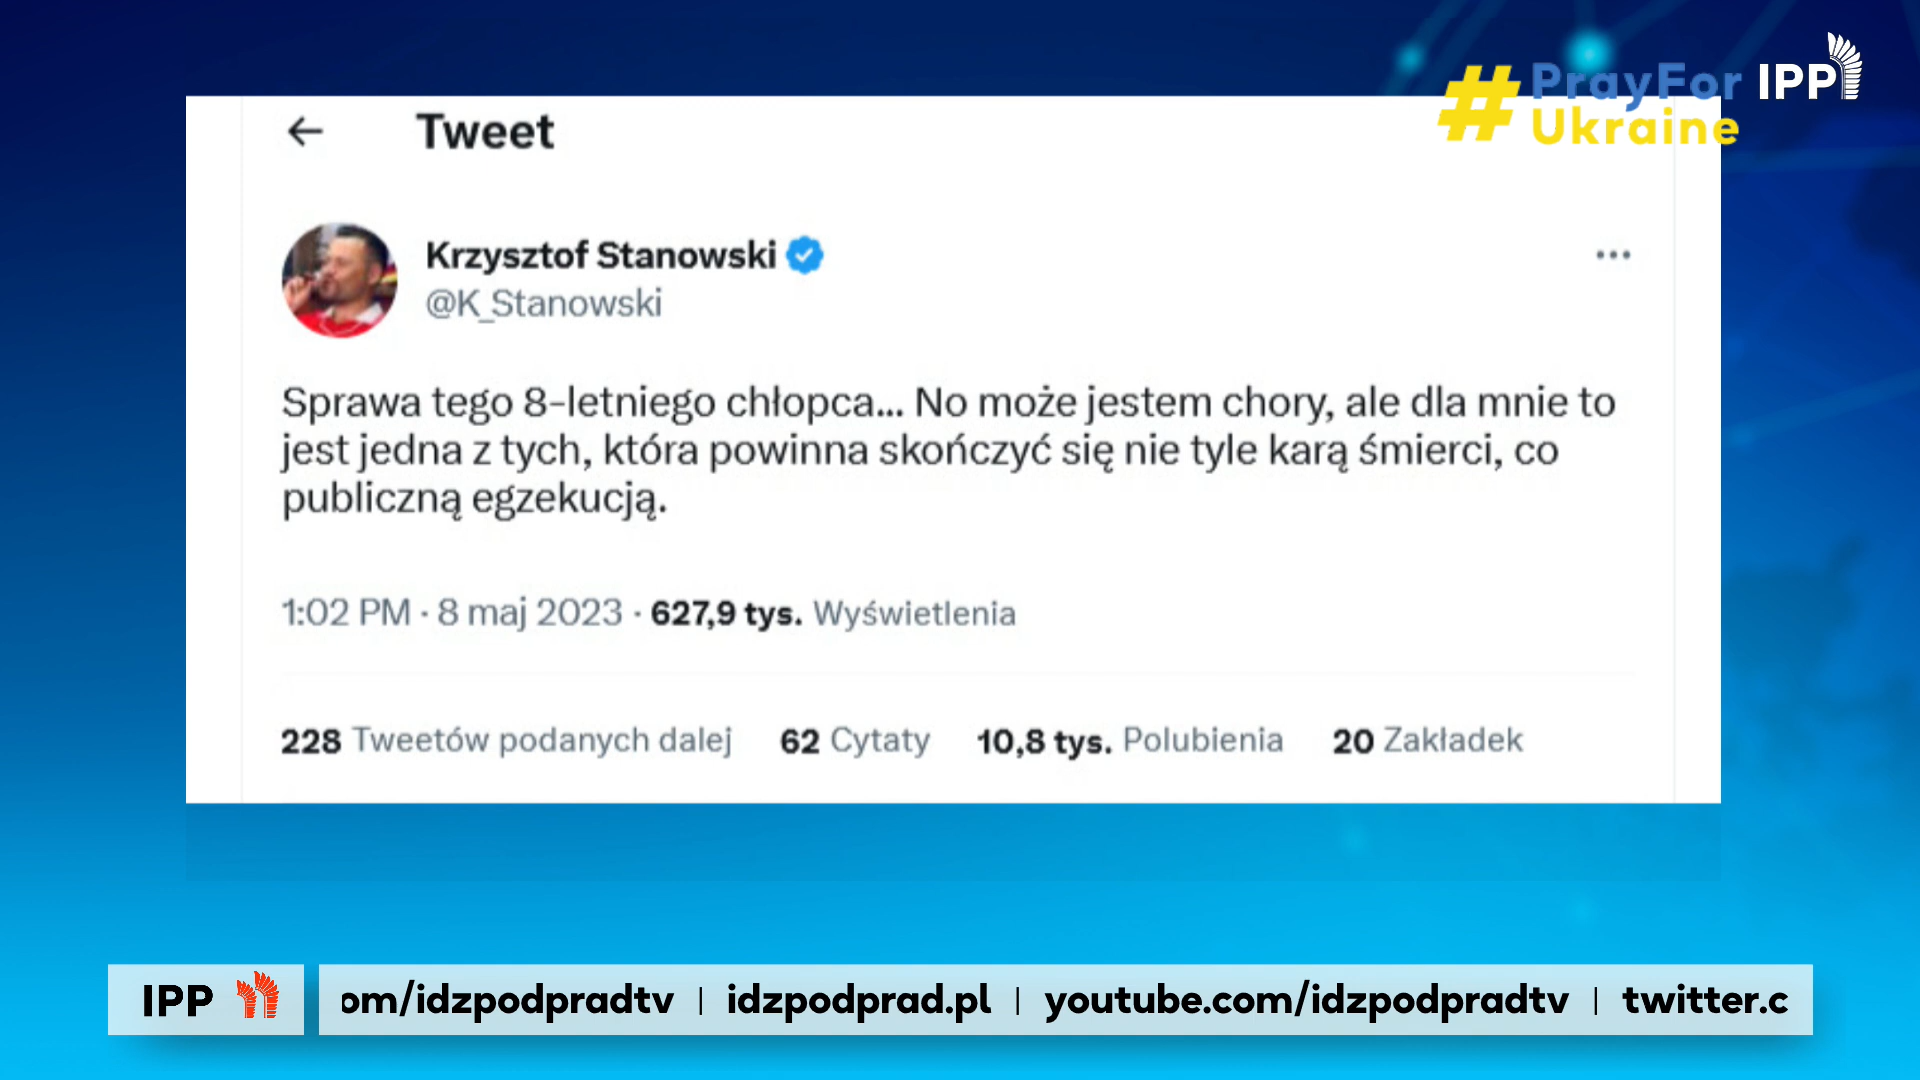 #PrayFor
Ukraine
IPP
Tweet
Krzysztof Stanowski
@K_Stanowski
Sprawa tego 8-letniego chłopca... No może jestem chory, ale dla mnie to
jest jedna z tych, która powinna skończyć się nie tyle karą śmierci, co
publiczną egzekucją.
1:02 PM · 8 maj 2023 · 627,9 tys. Wyświetlenia
228 Tweetów podanych dalej 62 Cytaty 10,8 tys. Polubienia 20 Zakładek
IPP
om/idzpodpradtv | idzpodprad.pl | youtube.com/idzpodpradtv | twitter.c